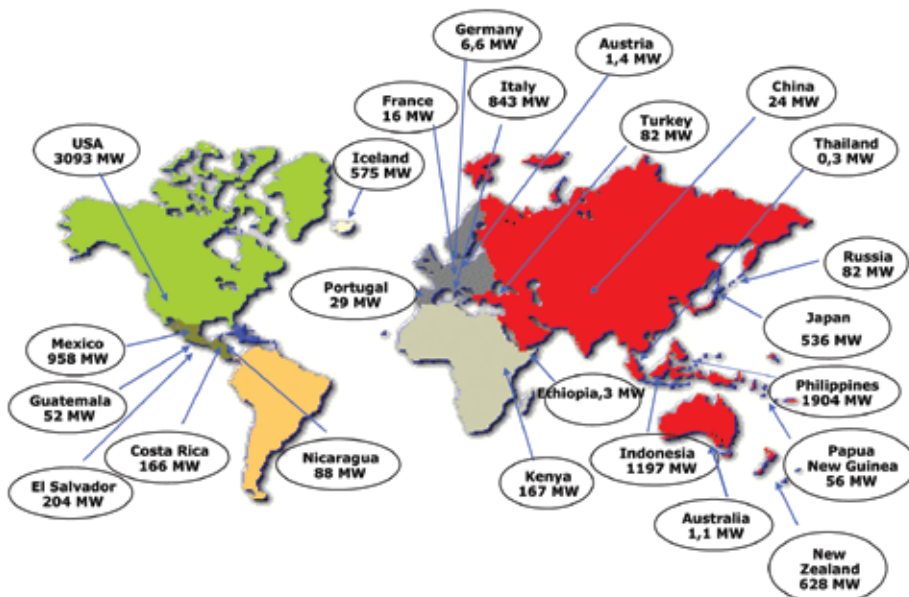 Germany
6,6 MW
Austria
1,4 MW
Italy
843 MW
China
24 MW
France
16 MW
Turkey
82 MW
Thailand
0,3 MW
USA
3093 MW
Iceland
575 MW
Russia
82 MW
Portugal
29 MW
Japan
536 MW
Mexico
958 MW
Philippines
1904 MW
Ethiopia,3 MW
Guatemala
52 MW
Costa Rica
166 MW
Nicaragua
88 MW
Indonesia
1197 MW
Papua
New Guinea
56 MW
Kenya
167 MW
El Salvador
204 MW
Australia
1,1 MW
New
Zealand
628 MW